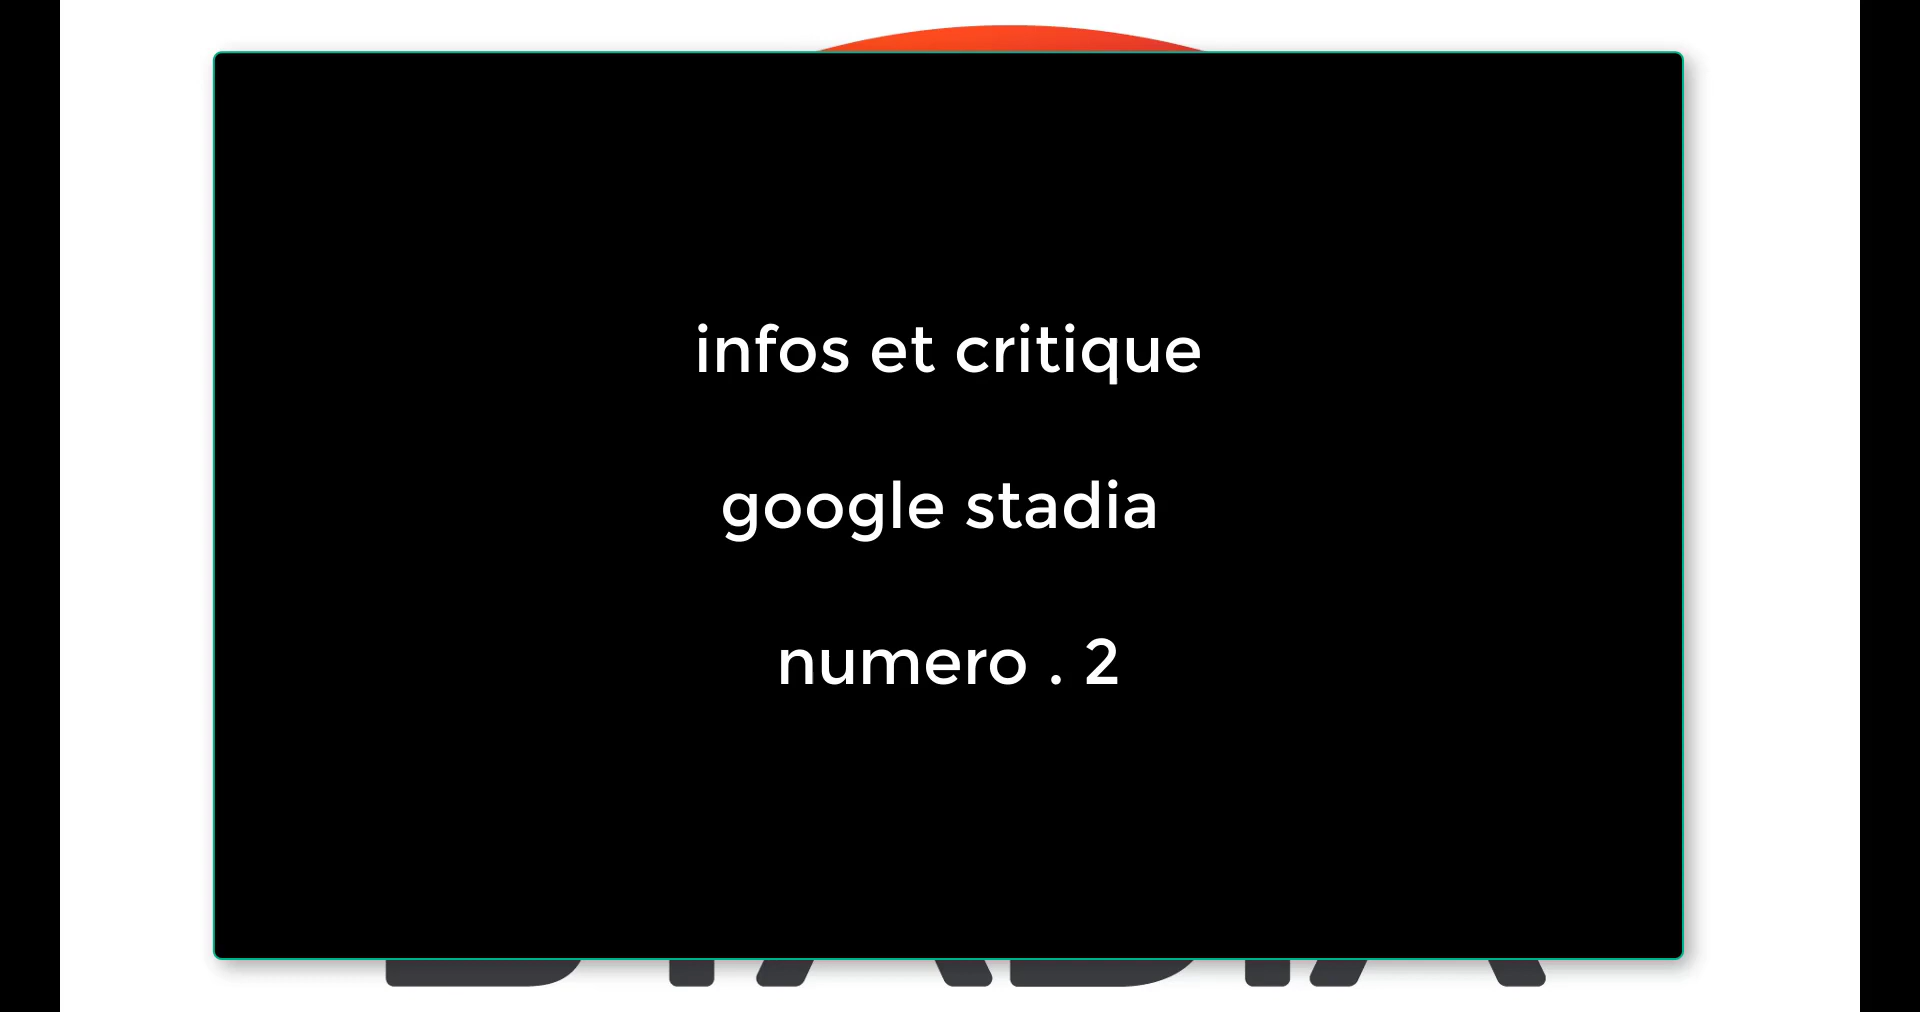 infos et critique
google stadia
numero . 2